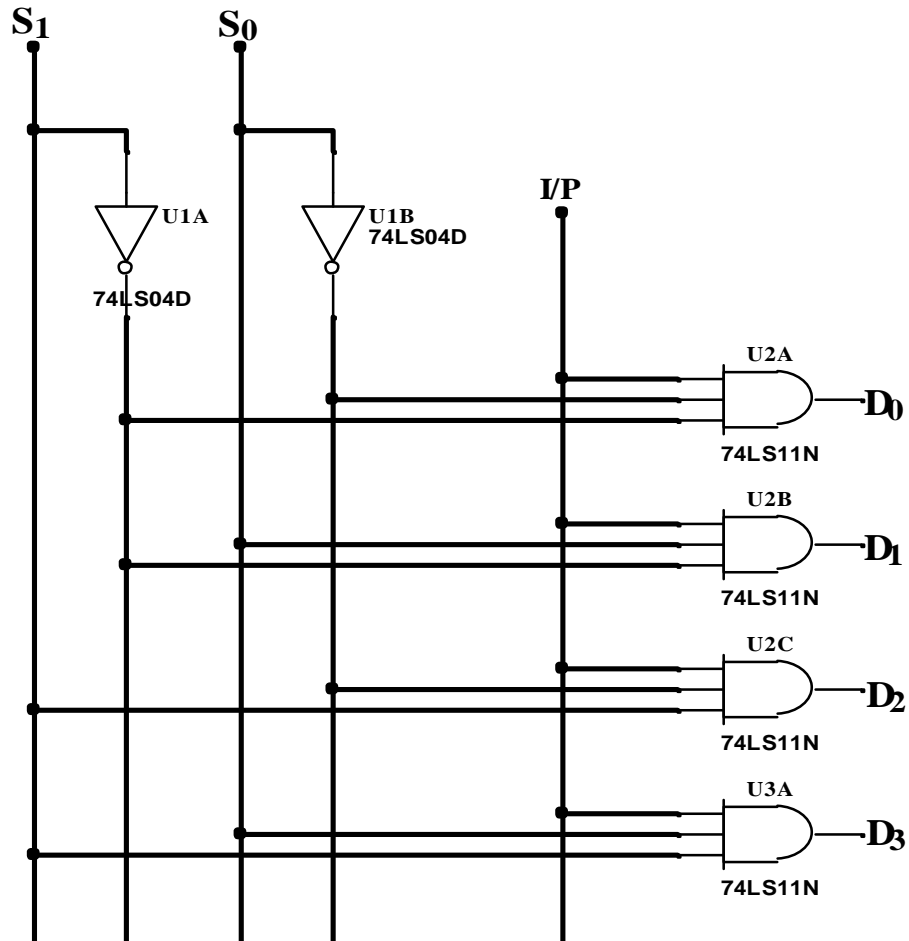 S1
S0
I/P
U1A
U1B
74LS04D
74LS04D
U2A
D0
74LS11N
U2B
D1
74LS11N
U2C
D2
74LS11N
U3A
D3
74LS11N